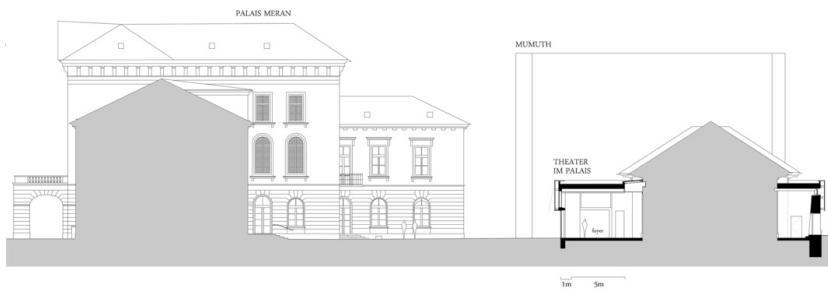 PALAIS MERAN
MUMUTH
THEATER
IM PALAIS
foyer
1m 5m